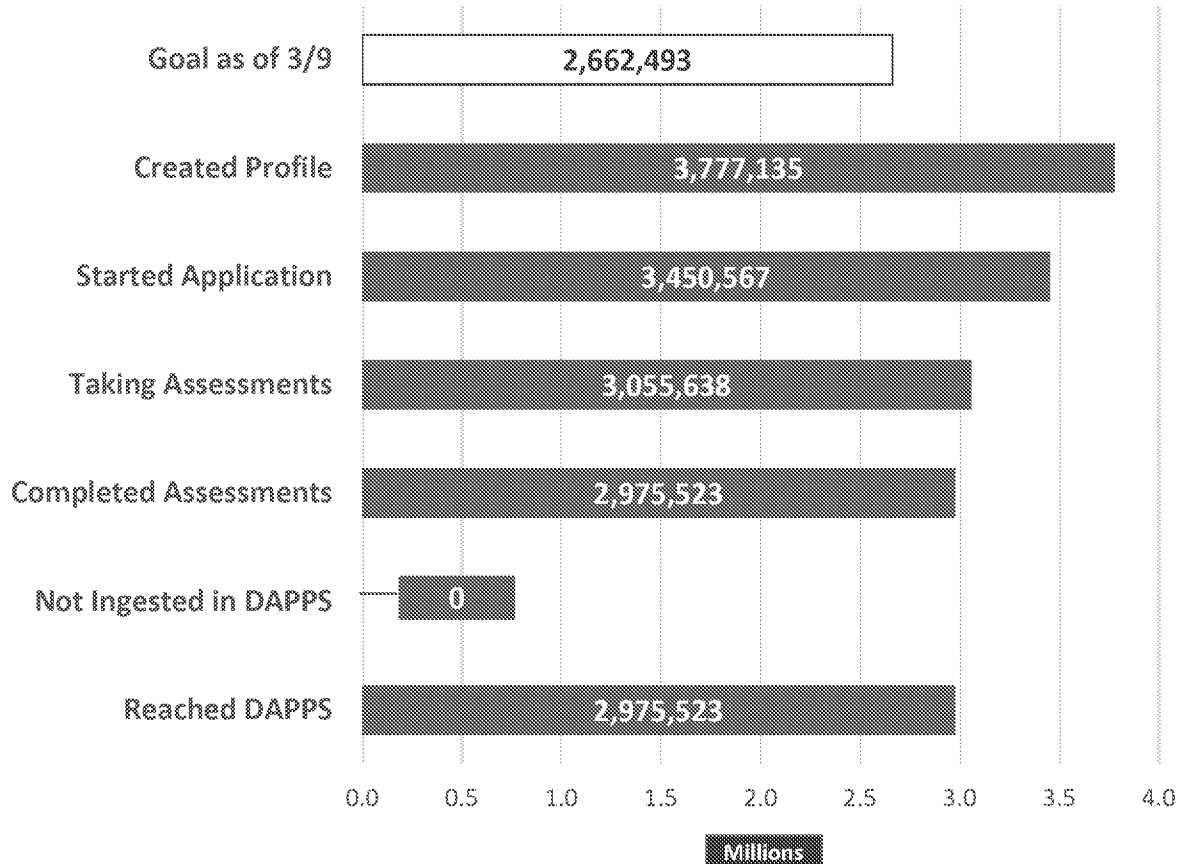 Goal as of 3/9
2,662,493
Created Profile
3,777,135
Started Application
3,450,567
Taking Assessments
3,055,638
Completed Assessments
2,975,523
Not Ingested in DAPPS
0
Reached DAPPS
2,975,523
0.0 0.5 1.0 1.5 2.0 2.5 3.0 3.5 4.0
Millions